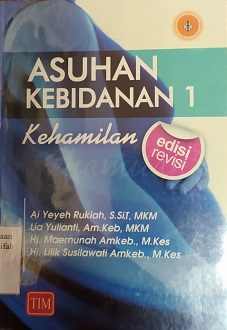 ASUHAN
KEBIDANAN 1
Kehamilan
edisi
revisi
Ai Yeyeh Rukiah, S.SiT, MKM
Lia Yulianti, Am.Keb, MKM
Hj. Maemunah Amkeb., M.Kes
Hj. Lilik Susilawati Amkeb., M.Kes
TIM